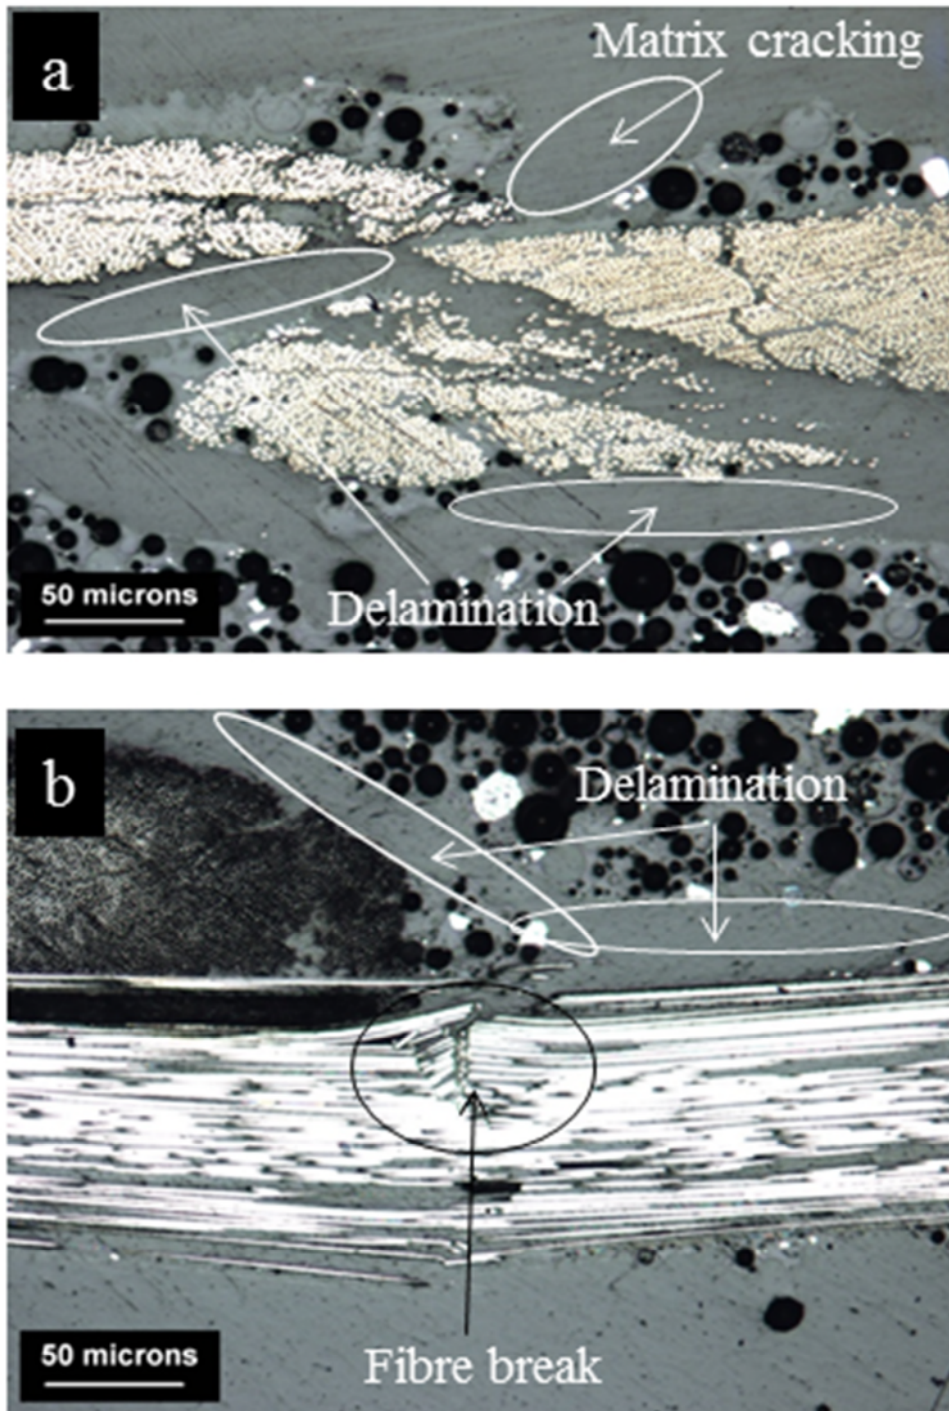 a
Matrix cracking
50 microns
Delamination
b
Delamination
50 microns
Fibre break